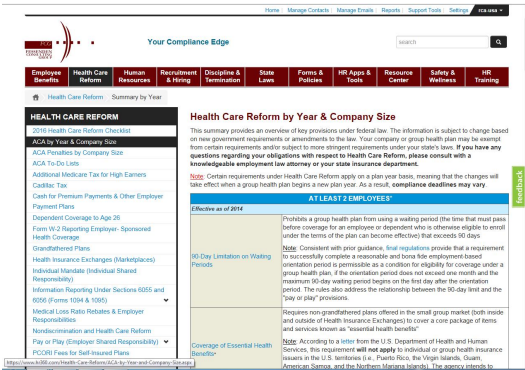 Home | Manage Contacts | Manage Emails | Reports | Support Tools | Settings rca-usa
FCG
FESSENDEN
CONSULTING
GROUP
Your Compliance Edge
search
Employee Benefits
Health Care Reform
Human Resources
Recruitment & Hiring
Discipline & Termination
State Laws
Forms & Policies
HR Apps & Tools
Resource Center
Safety & Wellness
HR Training
Health Care Reform Summary by Year
HEALTH CARE REFORM
2016 Health Care Reform Checklist
ACA by Year & Company Size
ACA Penalties by Company Size
ACA To-Do Lists
Additional Medicare Tax for High Earners
Cadillac Tax
Cash for Premium Payments & Other Employer
Payment Plans
Dependent Coverage to Age 26
Form W-2 Reporting Employer- Sponsored
Health Coverage
Grandfathered Plans
Health Insurance Exchanges (Marketplaces)
Individual Mandate (Individual Shared
Responsibility)
Information Reporting Under Sections 6055 and
6056 (Forms 1094 & 1095)
Medical Loss Ratio Rebates & Employer
Responsibilities
Nondiscrimination and Health Care Reform
Pay or Play (Employer Shared Responsibility)
PCORI Fees for Self-Insured Plans
https://www.hr360.com/Health-Care-Reform/ACA-by-Year-and-Company-Size.aspx
Health Care Reform by Year & Company Size
This summary provides an overview of key provisions under federal law. The information is subject to change based
on new government requirements or amendments to the law. Your company or group health plan may be exempt
from certain requirements and/or subject to more stringent requirements under your state's laws. If you have any
questions regarding your obligations with respect to Health Care Reform, please consult with a
knowledgeable employment law attorney or your state insurance department.
Note: Certain requirements under Health Care Reform apply on a plan year basis, meaning that the changes will
take effect when a group health plan begins a new plan year. As a result, compliance deadlines may vary.
AT LEAST 2 EMPLOYEES*
Effective as of 2014
90-Day Limitation on Waiting
Periods
Prohibits a group health plan from using a waiting period (the time that must pass
before coverage for an employee or dependent who is otherwise eligible to enroll
under the terms of the plan can become effective) that exceeds 90 days
Note: Consistent with prior guidance, final regulations provide that a requirement
to successfully complete a reasonable and bona fide employment-based
orientation period is permissible as a condition for eligibility for coverage under a
group health plan, if the orientation period does not exceed one month and the
maximum 90-day waiting period begins on the first day after the orientation
period. The rules also address the relationship between the 90-day limit and the
"pay or play" provisions.
Coverage of Essential Health
Benefits*
Requires non-grandfathered plans offered in the small group market (both inside
and outside of Health Insurance Exchanges) to cover a core package of items
and services known as "essential health benefits"
Note: According to a letter from the U.S. Department of Health and Human
Services, this requirement will not apply to individual or group health insurance
issuers in the U.S. territories (i.e., Puerto Rico, the Virgin Islands, Guam,
American Samoa, and the Northern Mariana Islands). The agency intends to
feedback